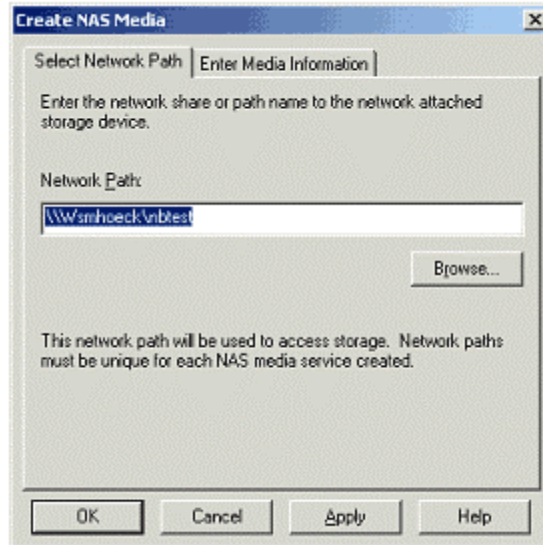 Create NAS Media
Select Network Path
Enter Media Information
Enter the network share or path name to the network attached
storage device.
Network Path:
\\Wsmhoeck\nbtest
Browse...
This network path will be used to access storage. Network paths
must be unique for each NAS media service created.
OK
Cancel
Apply
Help